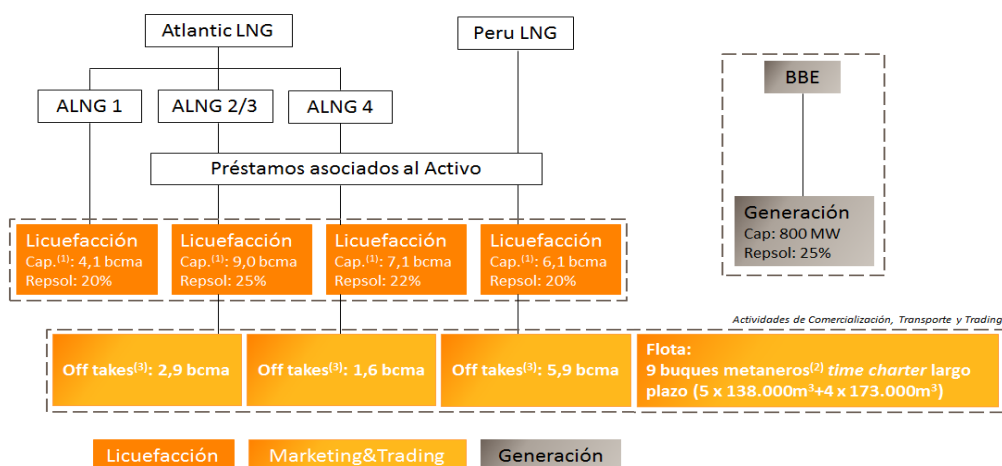 Atlantic LNG
Peru LNG
BBE
ALNG 1
ALNG 2/3
ALNG 4
Préstamos asociados al Activo
Generación
Cap: 800 MW
Repsol: 25%
Licuefacción
Cap.(1): 4,1 bcma
Repsol: 20%
Licuefacción
Cap.(1): 9,0 bcma
Repsol: 25%
Licuefacción
Cap.(1): 7,1 bcma
Repsol: 22%
Licuefacción
Cap.(1): 6,1 bcma
Repsol: 20%
Actividades de Comercialización, Transporte y Trading
Off takes(3): 2,9 bcma
Off takes(3): 1,6 bcma
Off takes(3): 5,9 bcma
Flota:
9 buques metaneros(2) time charter largo
plazo (5 x 138.000m3+4 x 173.000m3)
Licuefacción
Marketing&Trading
Generación